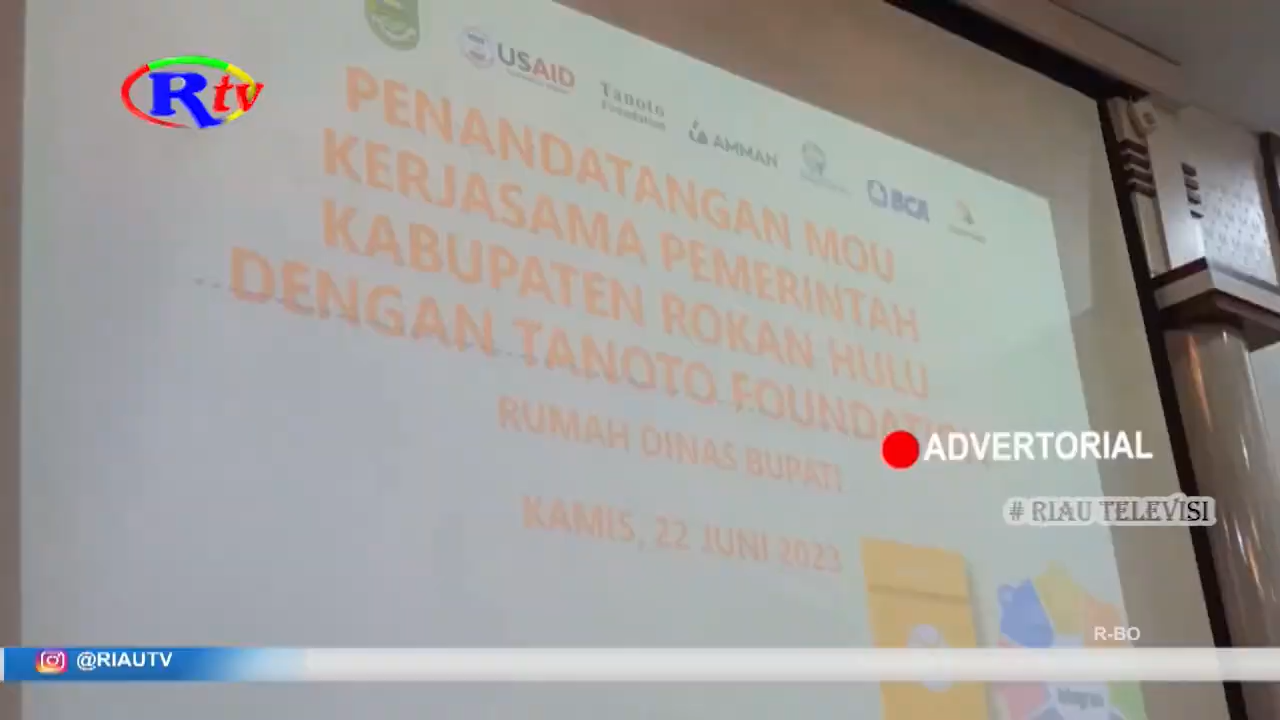 Rtv
USAID
Tanoto
Foundation
AMMAN
BCA
PENANDATANGAN MOU
KERJASAMA PEMERINTAH
KABUPATEN ROKAN HULU
DENGAN TANOTO FOUNDATION
RUMAH DINAS BUPATI
KAMIS, 22 JUNI 2023
ADVERTORIAL
# RIAU TELEVISI
R-BO
@RIAUTV